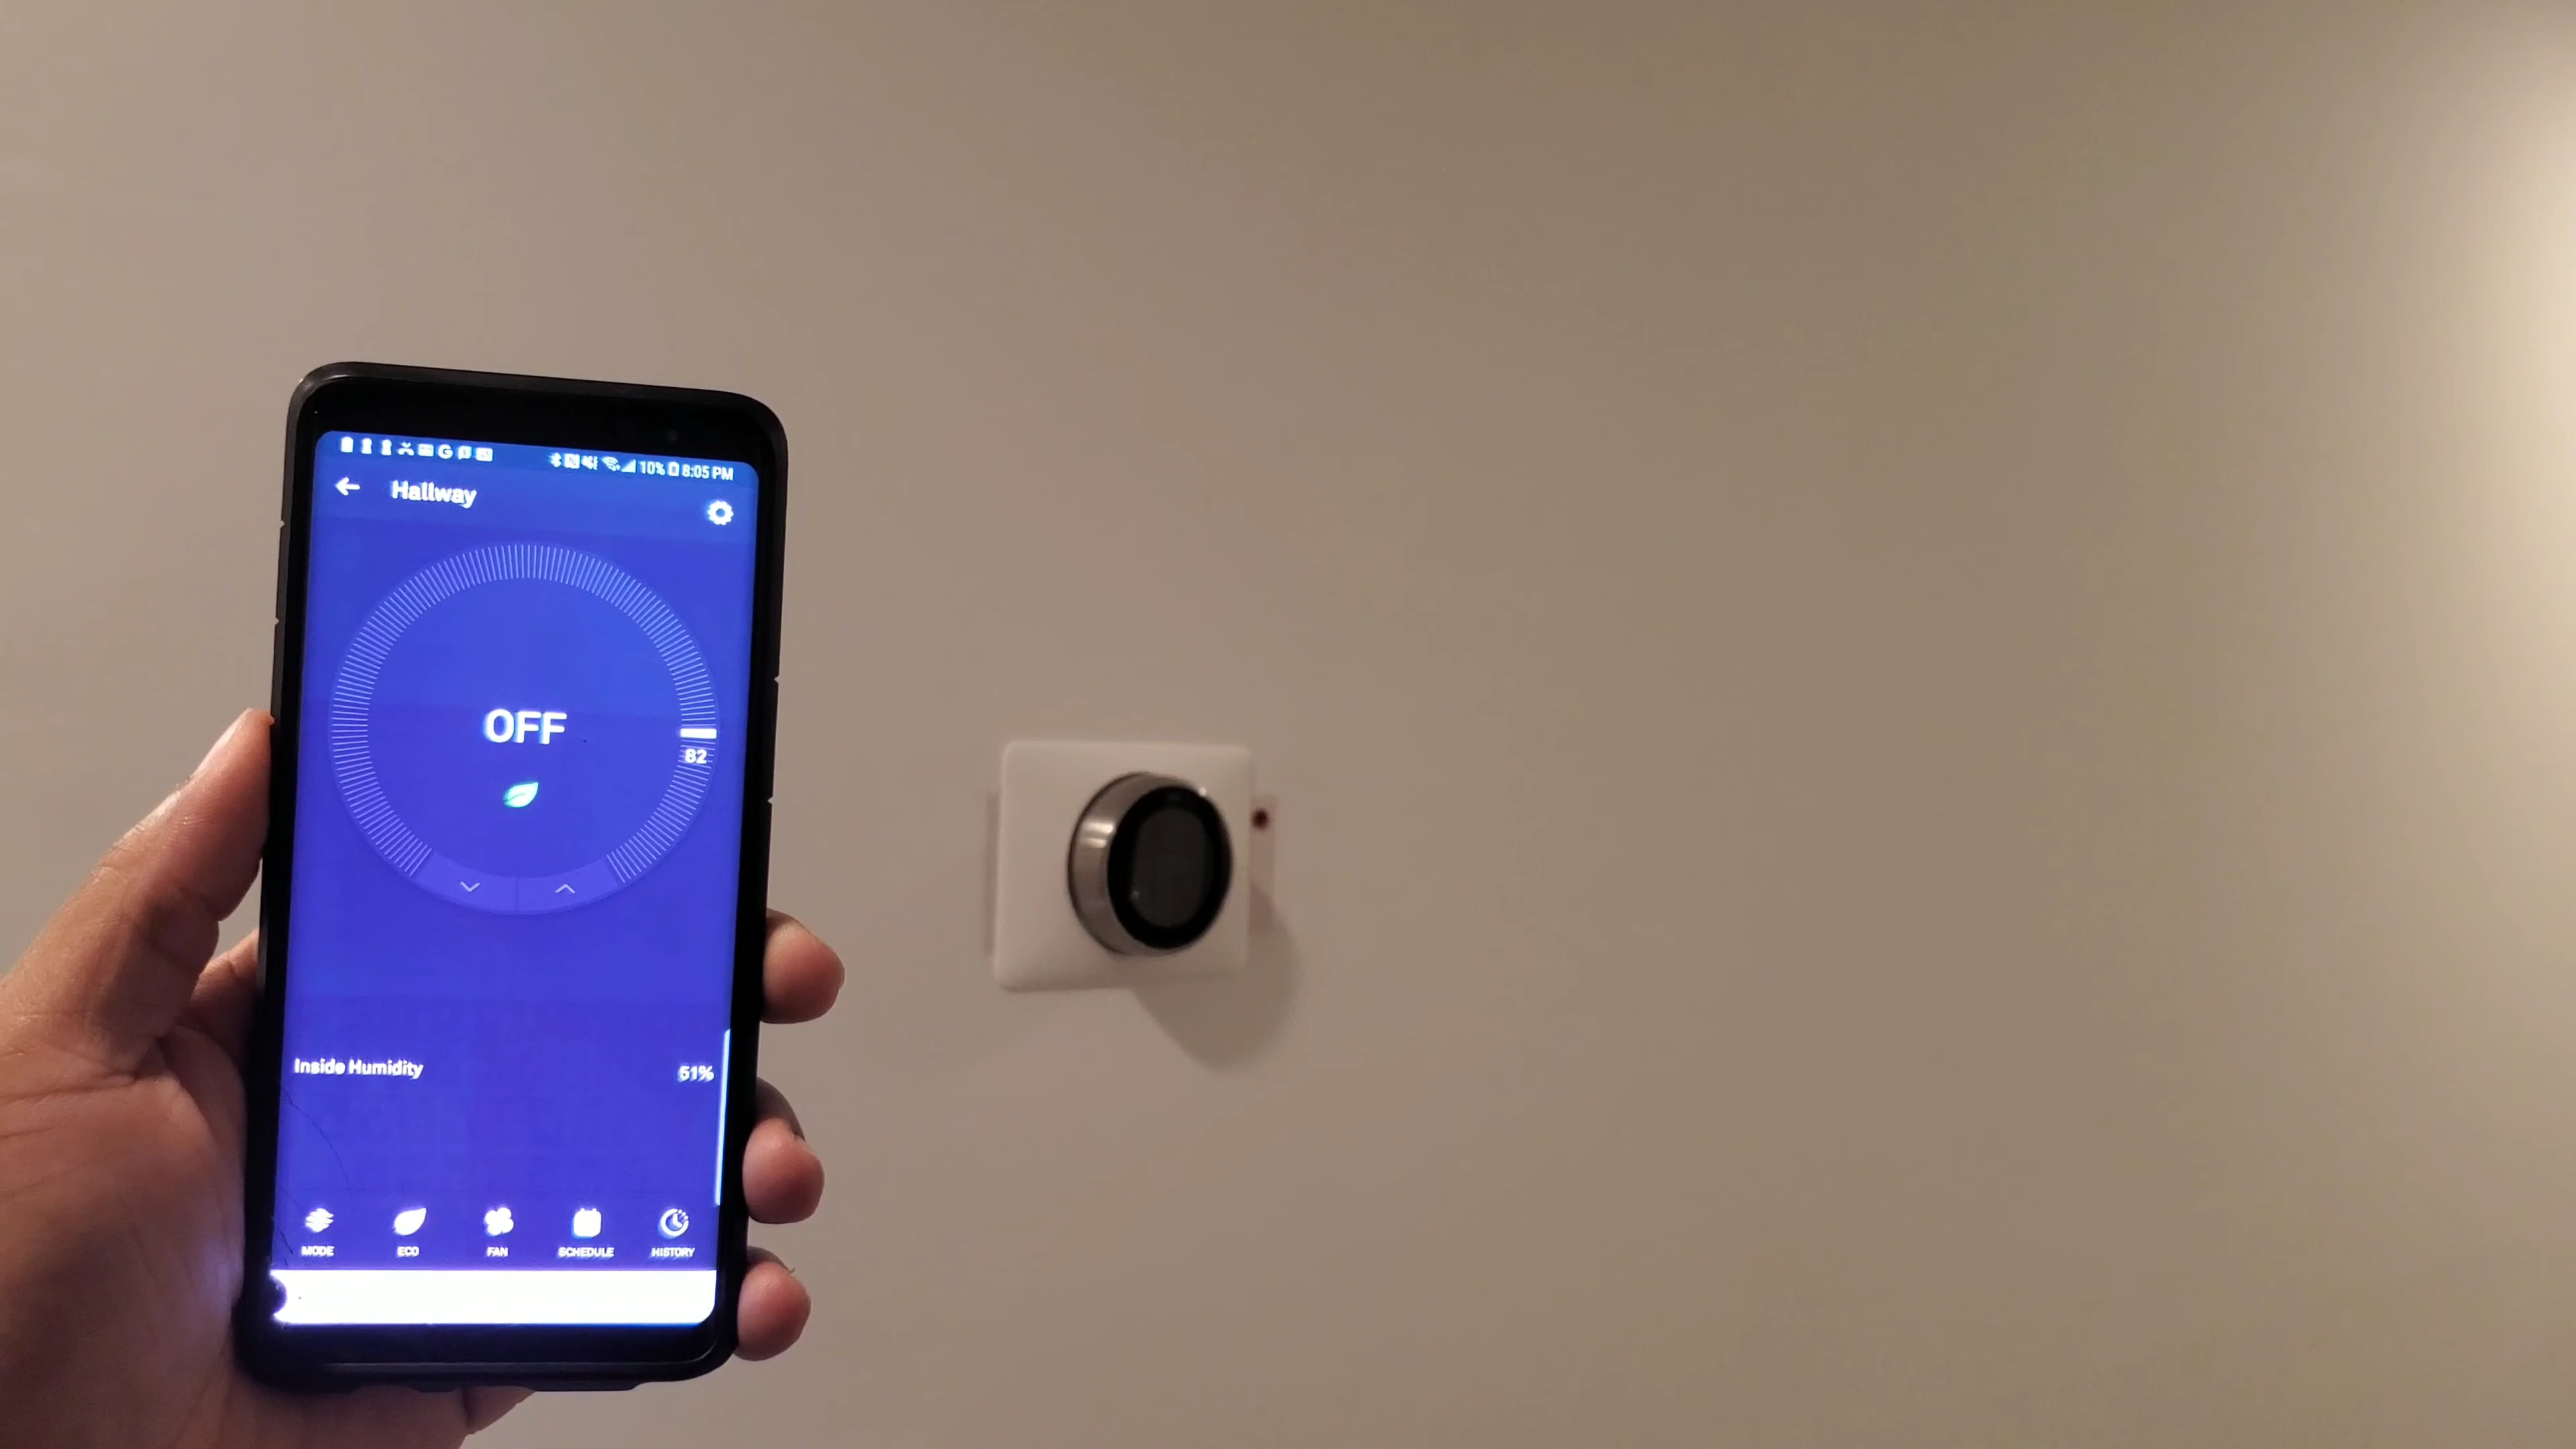 10% 8:05 PM
Hallway
OFF
82
Inside Humidity 51%
MODE ECO FAN SCHEDULE HISTORY